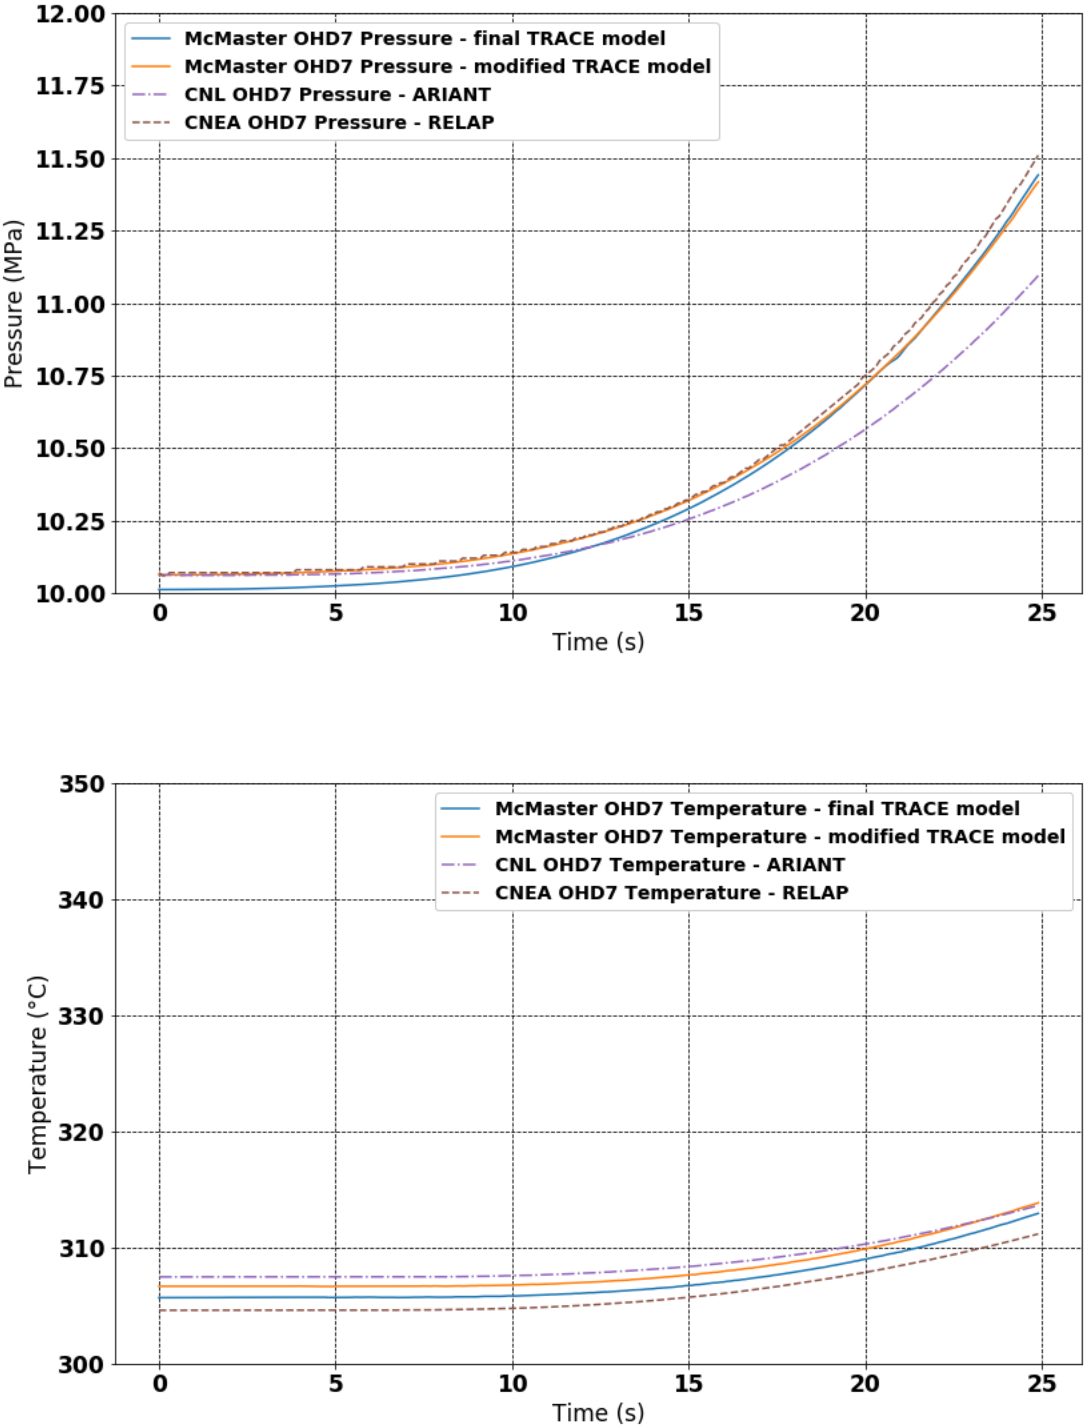 12.00
11.75
11.50
11.25
11.00
10.75
10.50
10.25
10.00
Pressure (MPa)
McMaster OHD7 Pressure - final TRACE model
McMaster OHD7 Pressure - modified TRACE model
CNL OHD7 Pressure - ARIANT
CNEA OHD7 Pressure - RELAP
0 5 10 15 20 25
Time (s)
350
340
330
320
310
300
Temperature (°C)
McMaster OHD7 Temperature - final TRACE model
McMaster OHD7 Temperature - modified TRACE model
CNL OHD7 Temperature - ARIANT
CNEA OHD7 Temperature - RELAP
0 5 10 15 20 25
Time (s)